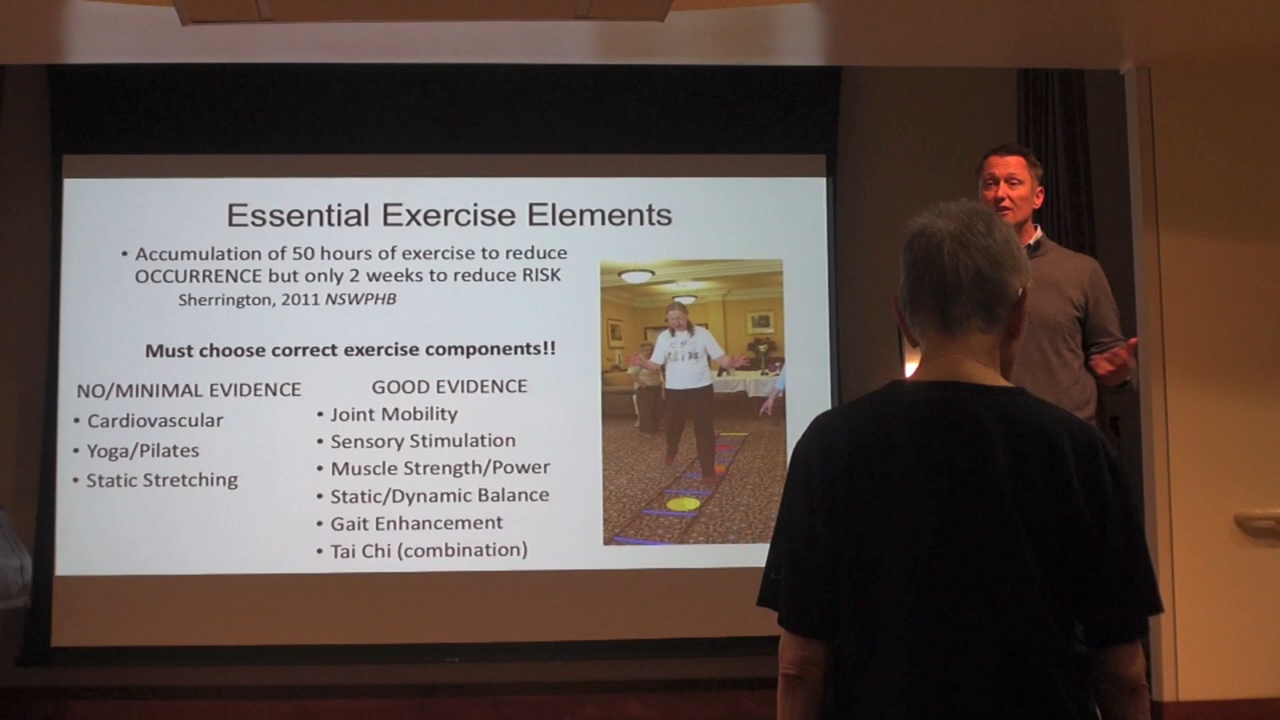 Essential Exercise Elements
• Accumulation of 50 hours of exercise to reduce
OCCURRENCE but only 2 weeks to reduce RISK
Sherrington, 2011 NSWPHB
Must choose correct exercise components!!
NO/MINIMAL EVIDENCE
• Cardiovascular
• Yoga/Pilates
• Static Stretching
GOOD EVIDENCE
• Joint Mobility
• Sensory Stimulation
• Muscle Strength/Power
• Static/Dynamic Balance
• Gait Enhancement
• Tai Chi (combination)